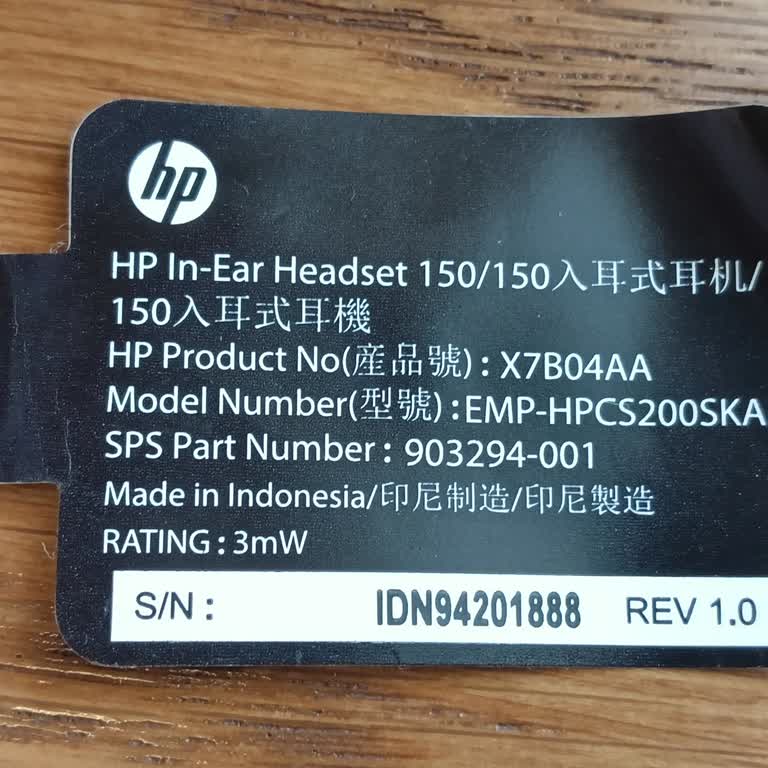 hp
HP In-Ear Headset 150/150入耳式耳机/
150入耳式耳機
HP Product No(産品號) : X7B04AA
Model Number(型號) :EMP-HPCS200SKA
SPS Part Number : 903294-001
Made in Indonesia/印尼制造/印尼製造
RATING : 3mW
S/N : IDN94201888 REV 1.0